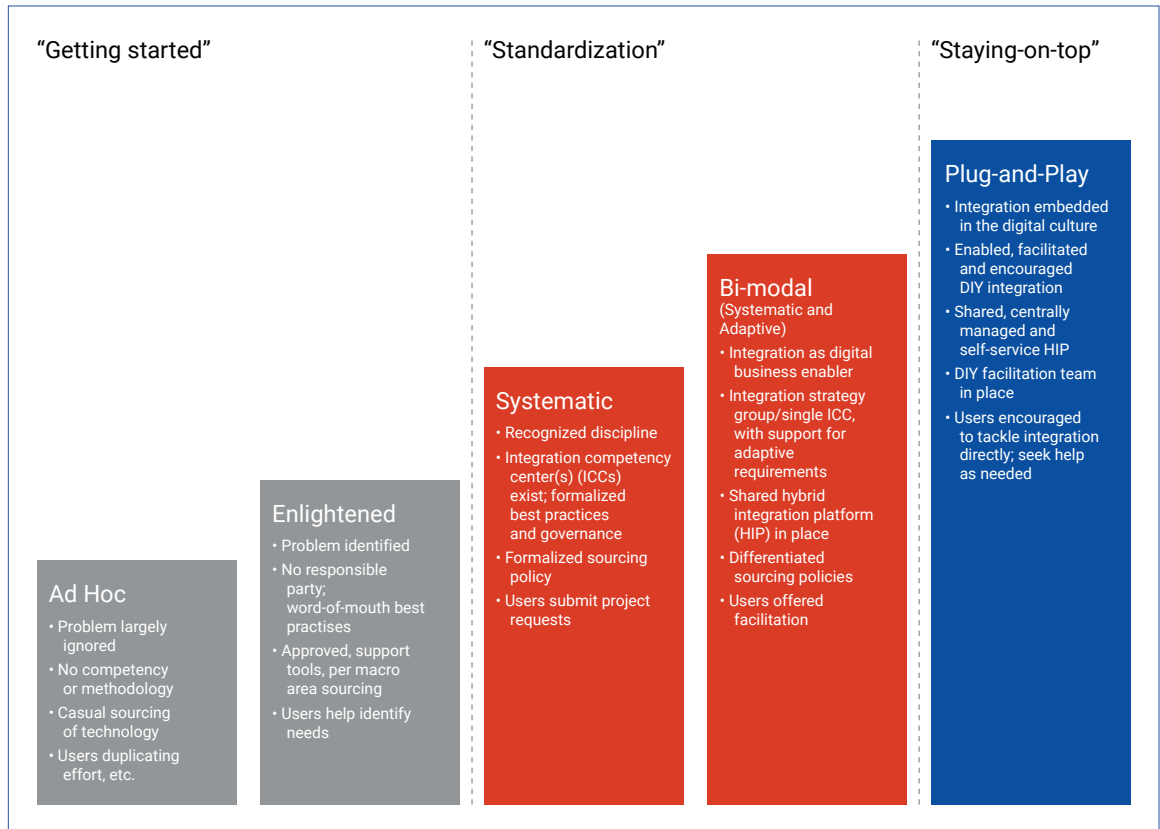 “Getting started”
“Standardization”
“Staying-on-top”
Ad Hoc
• Problem largely
ignored
• No competency
or methodology
• Casual sourcing
of technology
• Users duplicating
effort, etc.
Enlightened
• Problem identified
• No responsible
party;
word-of-mouth best
practises
• Approved, support
tools, per macro
area sourcing
• Users help identify
needs
Systematic
• Recognized discipline
• Integration competency
center(s) (ICCs)
exist; formalized
best practices
and governance
• Formalized sourcing
policy
• Users submit project
requests
Bi-modal
(Systematic and
Adaptive)
• Integration as digital
business enabler
• Integration strategy
group/single ICC,
with support for
adaptive
requirements
• Shared hybrid
integration platform
(HIP) in place
• Differentiated
sourcing policies
• Users offered
facilitation
Plug-and-Play
• Integration embedded
in the digital culture
• Enabled, facilitated
and encouraged
DIY integration
• Shared, centrally
managed and
self-service HIP
• DIY facilitation team
in place
• Users encouraged
to tackle integration
directly; seek help
as needed